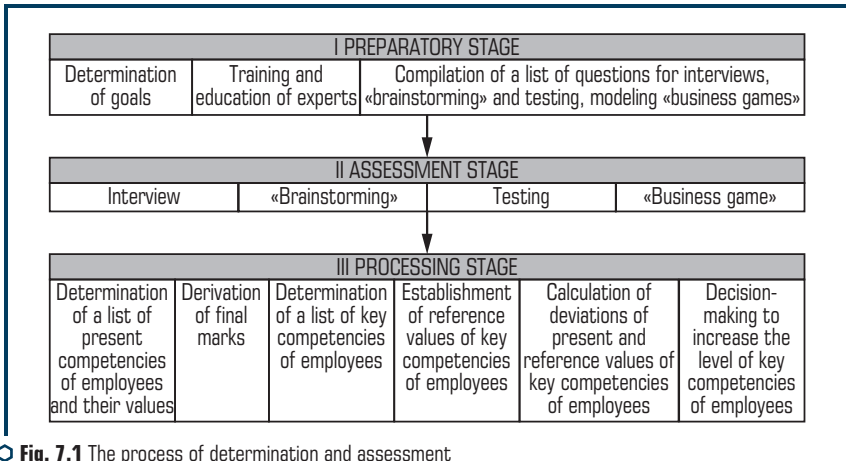 I PREPARATORY STAGE
Determination
of goals
Training and
education of experts
Compilation of a list of questions for interviews,
«brainstorming» and testing, modeling «business games»
II ASSESSMENT STAGE
Interview
«Brainstorming»
Testing
«Business game»
III PROCESSING STAGE
Determination
of a list of
present
competencies
of employees
and their values
Derivation
of final
marks
Determination
of a list of key
competencies
of employees
Establishment
of reference
values of key
competencies
of employees
Calculation of
deviations of
present and
reference values of
key competencies
of employees
Decision-
making to
increase the
level of key
competencies
of employees
Fig. 7.1 The process of determination and assessment